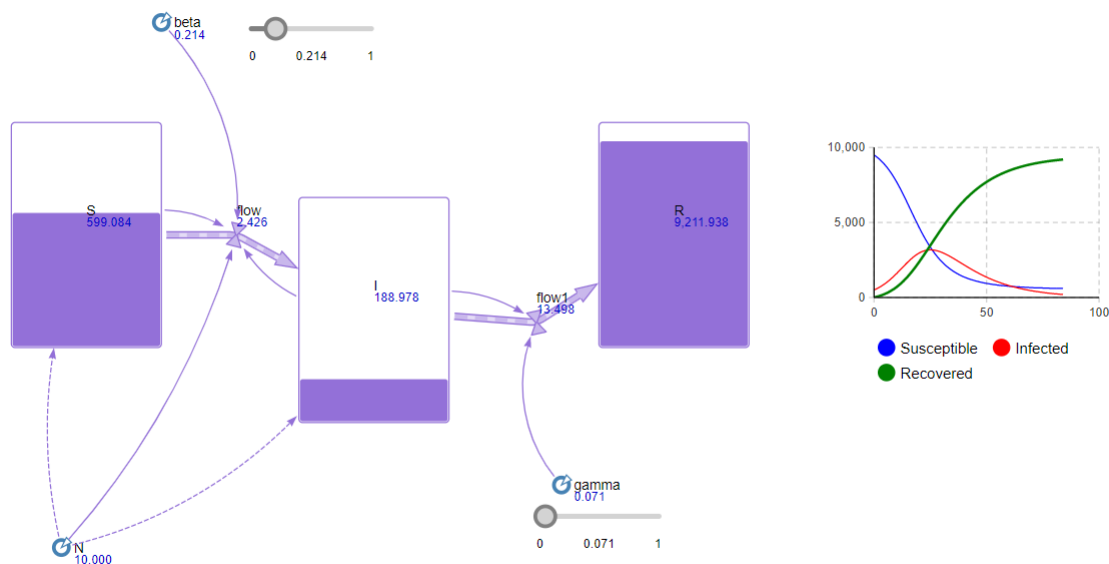 beta
0.214
0 0.214 1
S
599.084
flow
2.426
I
188.978
flow1
13.498
R
9,211.938
gamma
0.071
0 0.071 1
N
10.000
10,000
5,000
0
0 50 100
Susceptible Infected
Recovered